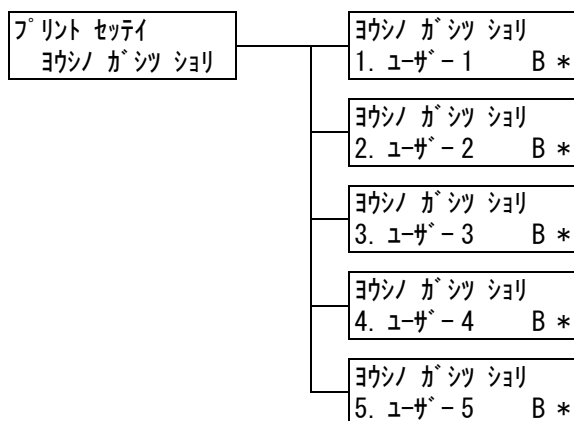 ﾌﾟﾘﾝﾄ ｾｯﾃｲ
ﾖｳｼﾉ ｶﾞｼﾂ ｼｮﾘ
ﾖｳｼﾉ ｶﾞｼﾂ ｼｮﾘ
1. ﾕｰｻﾞｰ1 B *
ﾖｳｼﾉ ｶﾞｼﾂ ｼｮﾘ
2. ﾕｰｻﾞｰ2 B *
ﾖｳｼﾉ ｶﾞｼﾂ ｼｮﾘ
3. ﾕｰｻﾞｰ3 B *
ﾖｳｼﾉ ｶﾞｼﾂ ｼｮﾘ
4. ﾕｰｻﾞｰ4 B *
ﾖｳｼﾉ ｶﾞｼﾂ ｼｮﾘ
5. ﾕｰｻﾞｰ5 B *